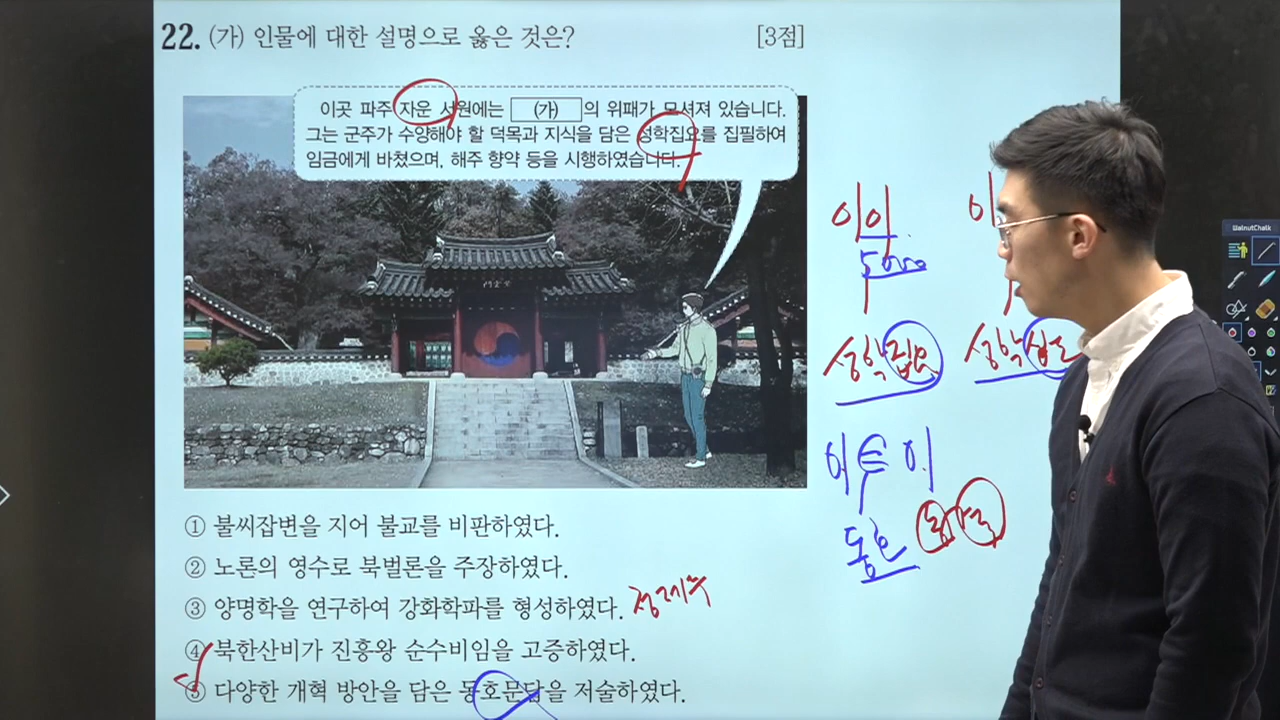 22. (가) 인물에 대한 설명으로 옳은 것은? [3점]
이곳 파주 자운 서원에는 (가) 의 위패가 모셔져 있습니다.
그는 군주가 수양해야 할 덕목과 지식을 담은 성학집요를 집필하여
임금에게 바쳤으며, 해주 향약 등을 시행하였습니다.
① 불씨잡변을 지어 불교를 비판하였다.
② 노론의 영수로 북벌론을 주장하였다.
③ 양명학을 연구하여 강화학파를 형성하였다. 정제두
④ 북한산비가 진흥왕 순수비임을 고증하였다.
⑤ 다양한 개혁 방안을 담은 동호문답을 저술하였다.
이이
5000
성학집요
성학십도
동호
WalnutChalk